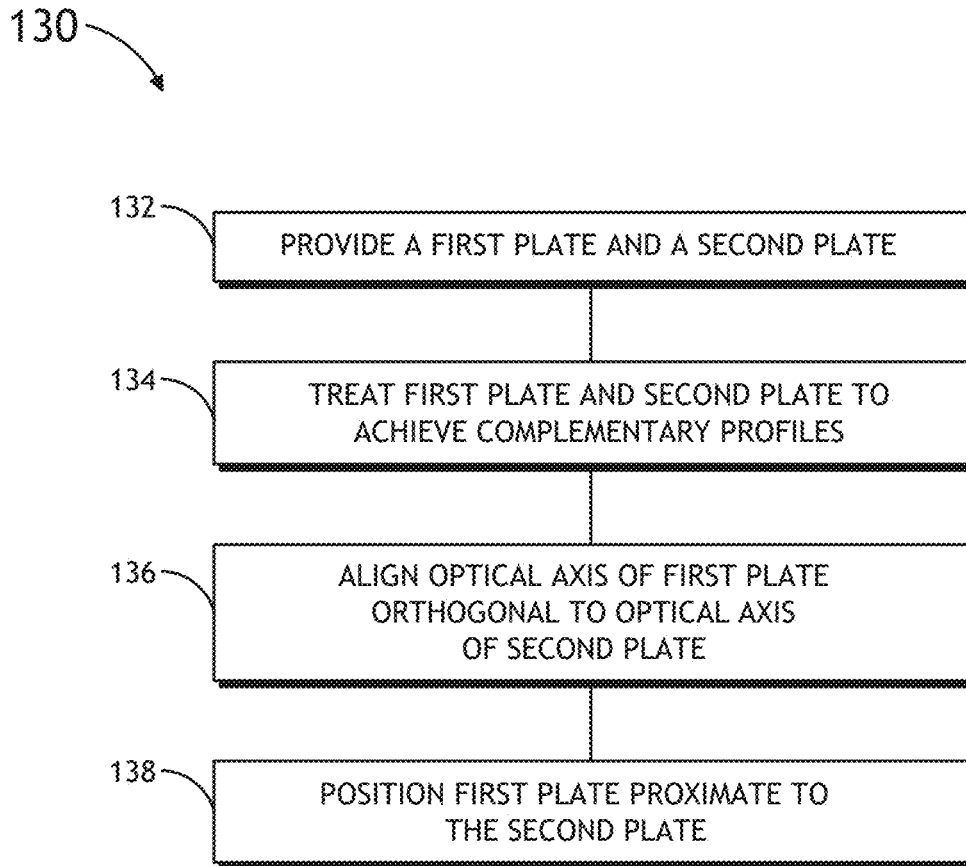 130
132
PROVIDE A FIRST PLATE AND A SECOND PLATE
134
TREAT FIRST PLATE AND SECOND PLATE TO
ACHIEVE COMPLEMENTARY PROFILES
136
ALIGN OPTICAL AXIS OF FIRST PLATE
ORTHOGONAL TO OPTICAL AXIS
OF SECOND PLATE
138
POSITION FIRST PLATE PROXIMATE TO
THE SECOND PLATE